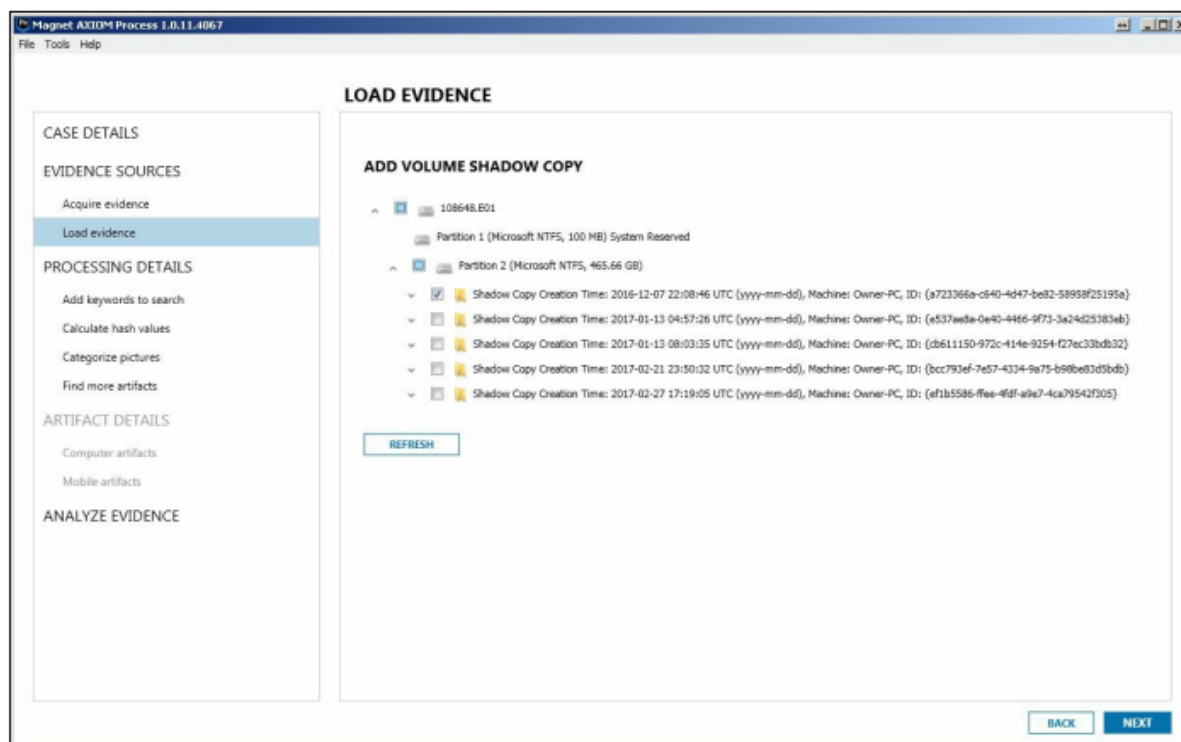 Magnet AXIOM Process 1.0.11.4067
File Tools Help
LOAD EVIDENCE
CASE DETAILS
EVIDENCE SOURCES
Acquire evidence
Load evidence
PROCESSING DETAILS
Add keywords to search
Calculate hash values
Categorize pictures
Find more artifacts
ARTIFACT DETAILS
Computer artifacts
Mobile artifacts
ANALYZE EVIDENCE
ADD VOLUME SHADOW COPY
108648.E01
Partition 1 (Microsoft NTFS, 100 MB) System Reserved
Partition 2 (Microsoft NTFS, 465.66 GB)
Shadow Copy Creation Time: 2016-12-07 22:08:46 UTC (yyyy-mm-dd), Machine: Owner-PC, ID: {a723366a-c640-4d47-be82-58958f25195a}
Shadow Copy Creation Time: 2017-01-13 04:57:26 UTC (yyyy-mm-dd), Machine: Owner-PC, ID: {e537ae8a-0e40-4466-9f73-3a24d25383eb}
Shadow Copy Creation Time: 2017-01-13 08:03:35 UTC (yyyy-mm-dd), Machine: Owner-PC, ID: {cb611150-972c-414e-9254-f27ec33bdb32}
Shadow Copy Creation Time: 2017-02-21 23:50:32 UTC (yyyy-mm-dd), Machine: Owner-PC, ID: {bcc793ef-7e57-4334-9a75-b98be83d5bdb}
Shadow Copy Creation Time: 2017-02-27 17:19:05 UTC (yyyy-mm-dd), Machine: Owner-PC, ID: {ef1b5586-ffee-4fdf-a9e7-4ca79542f305}
REFRESH
BACK NEXT